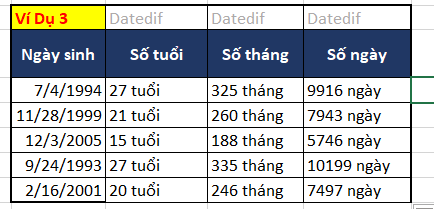 Ví Dụ 3 Datedif Datedif Datedif
Ngày sinh Số tuổi Số tháng Số ngày
7/4/1994 27 tuổi 325 tháng 9916 ngày
11/28/1999 21 tuổi 260 tháng 7943 ngày
12/3/2005 15 tuổi 188 tháng 5746 ngày
9/24/1993 27 tuổi 335 tháng 10199 ngày
2/16/2001 20 tuổi 246 tháng 7497 ngày